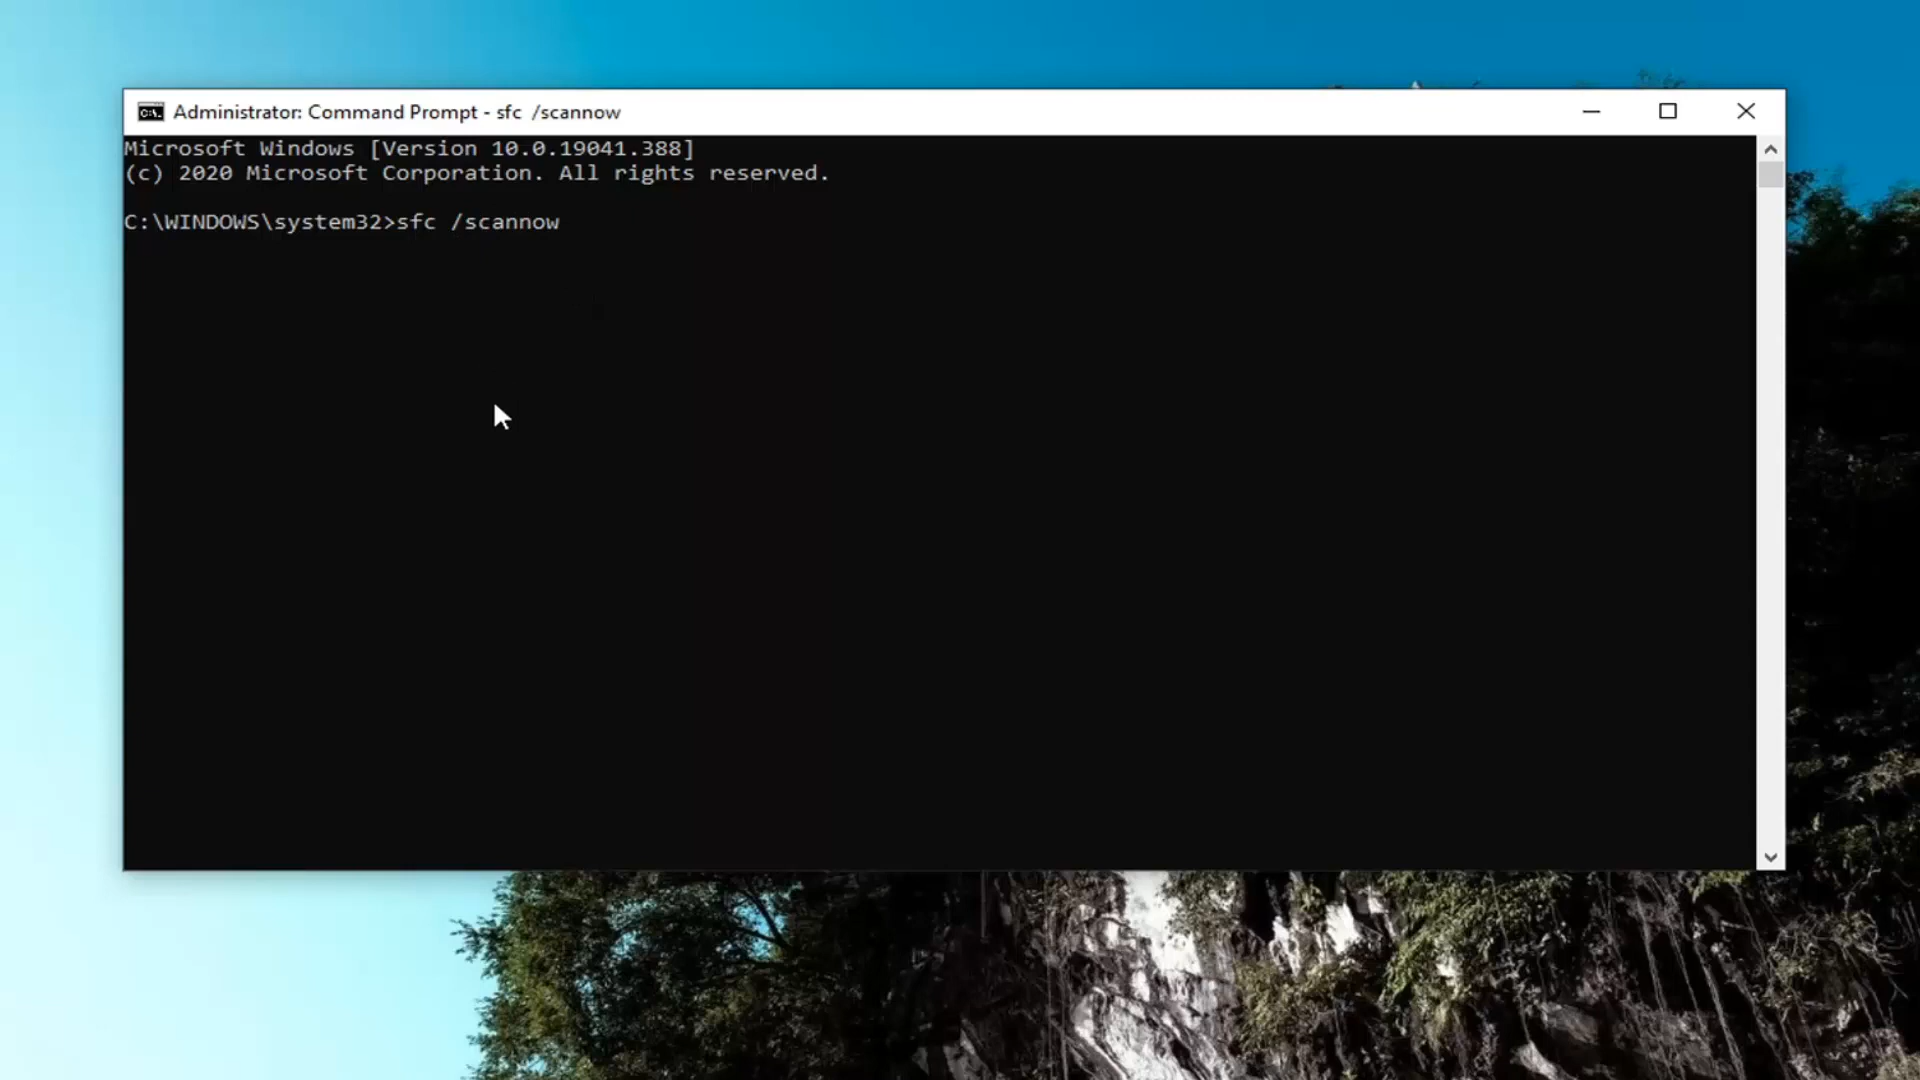 Administrator: Command Prompt - sfc  /scannow
Microsoft Windows [Version 10.0.19041.388]
(c) 2020 Microsoft Corporation. All rights reserved.
C:\WINDOWS\system32>sfc /scannow